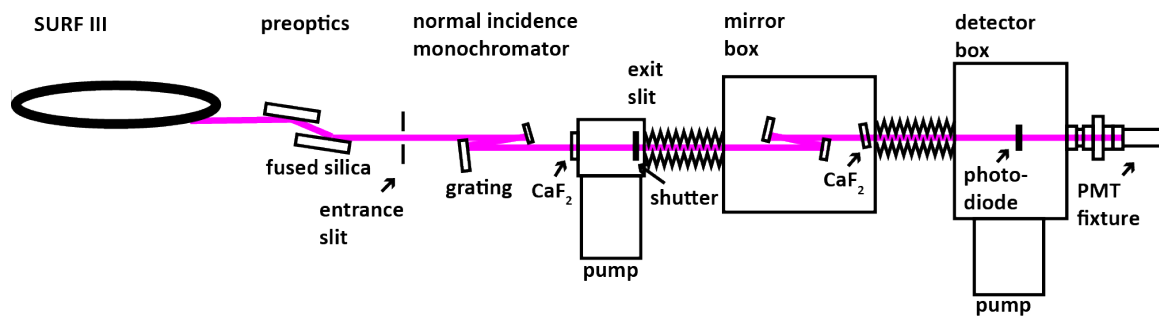 SURF III
preoptics
normal incidence
monochromator
mirror
box
detector
box
exit
slit
fused silica
entrance
slit
grating
CaF₂
shutter
CaF₂
photo-
diode
PMT
fixture
pump
pump